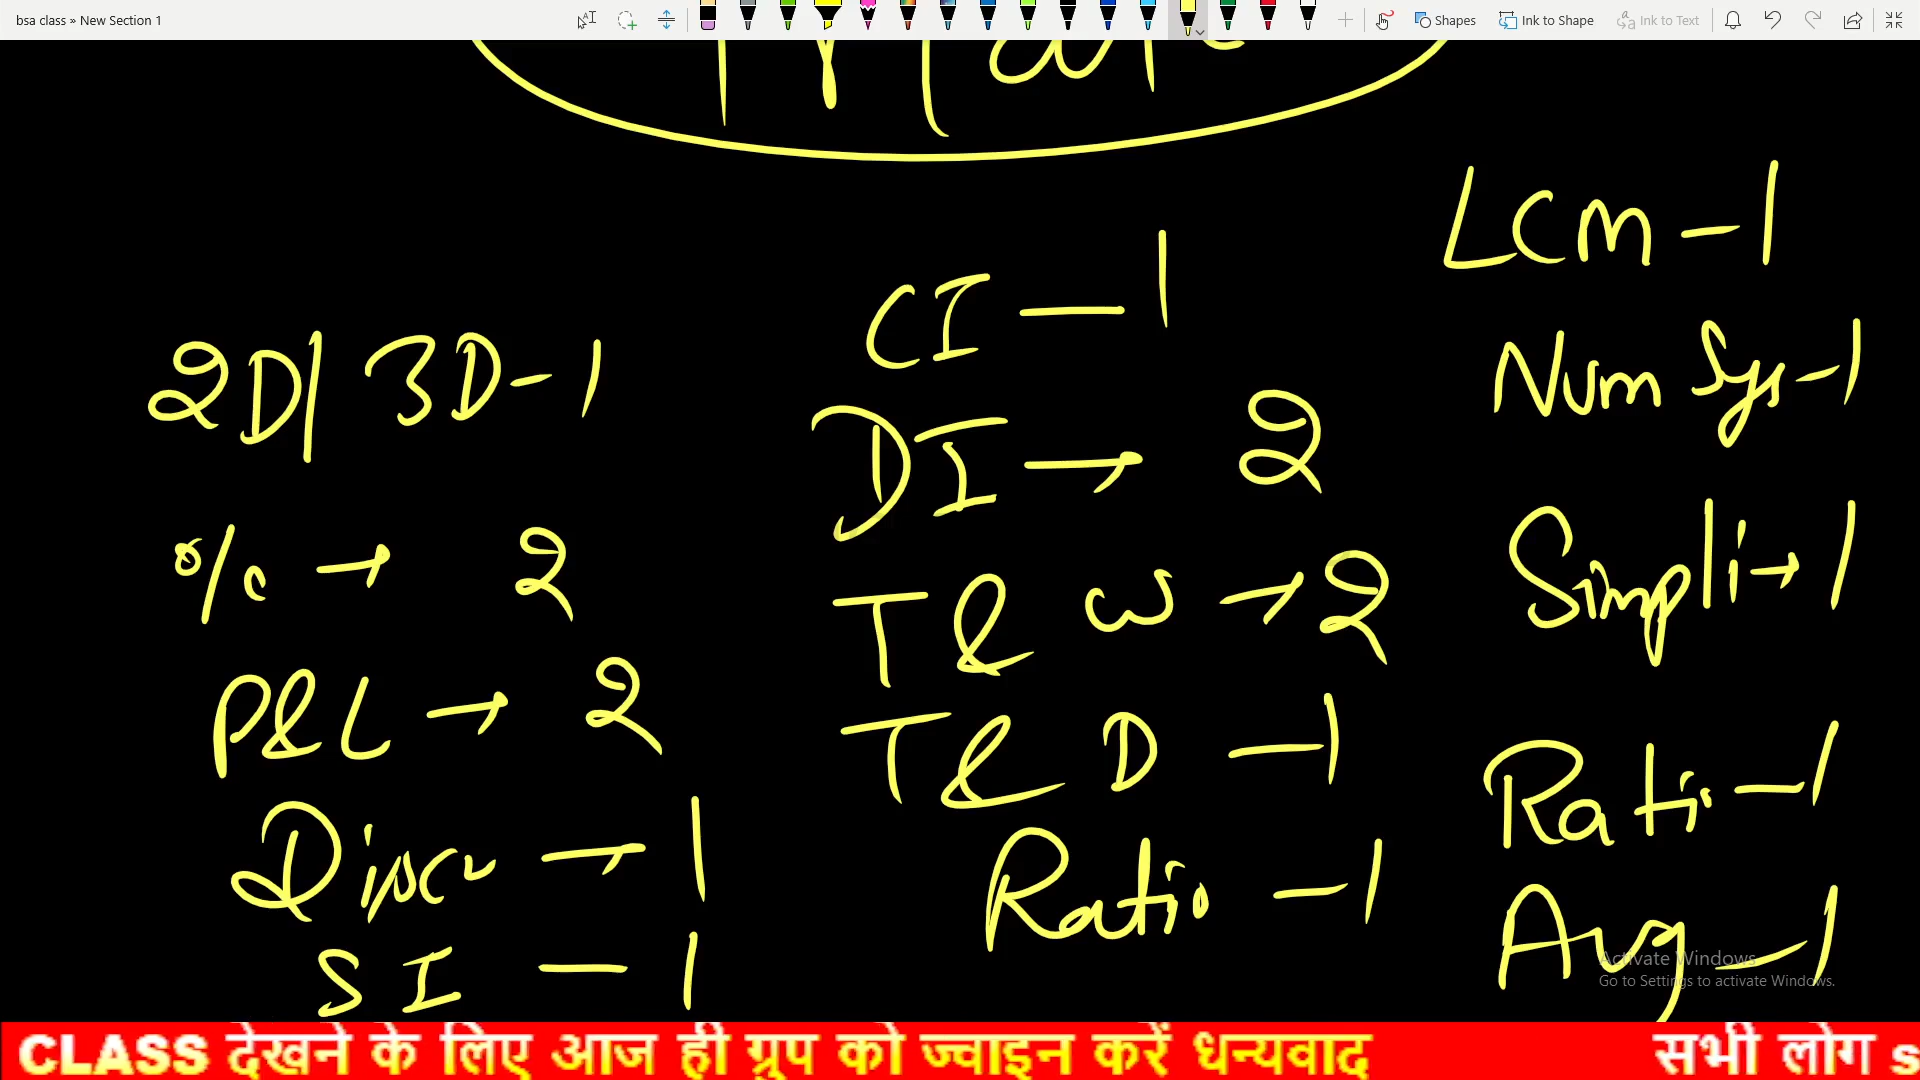 bsa class » New Section 1
Shapes
Ink to Shape
Ink to Text
2D/3D-1
% → 2
P&L → 2
Disc → 1
SI - 1
CI - 1
DI → 2
T & W → 2
T & D - 1
Ratio - 1
LCM - 1
Num Sys - 1
Simpli → 1
Ratio - 1
Avg - 1
Activate Windows
Go to Settings to activate Windows.
CLASS देखने के लिए आज ही ग्रुप को ज्वाइन करें धन्यवाद सभी लोग s